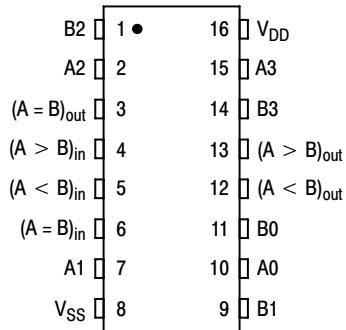 B2 1 16 VDD
A2 2 15 A3
(A = B)out 3 14 B3
(A > B)in 4 13 (A > B)out
(A < B)in 5 12 (A < B)out
(A = B)in 6 11 B0
A1 7 10 A0
VSS 8 9 B1